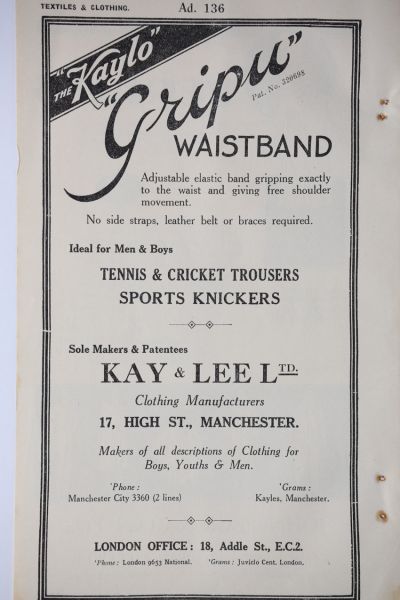 TEXTILES & CLOTHING.
Ad. 136
THE "Kaylo"
"Gripu"
Pat. No. 320698
WAISTBAND
Adjustable elastic band gripping exactly
to the waist and giving free shoulder
movement.
No side straps, leather belt or braces required.
Ideal for Men & Boys
TENNIS & CRICKET TROUSERS
SPORTS KNICKERS
Sole Makers & Patentees
KAY & LEE LTD.
Clothing Manufacturers
17, HIGH ST., MANCHESTER.
Makers of all descriptions of Clothing for
Boys, Youths & Men.
'Phone:
Manchester City 3360 (2 lines)
'Grams:
Kayles, Manchester.
LONDON OFFICE: 18, Addle St., E.C.2.
'Phone: London 9653 National. 'Grams: Juviclo Cent, London.